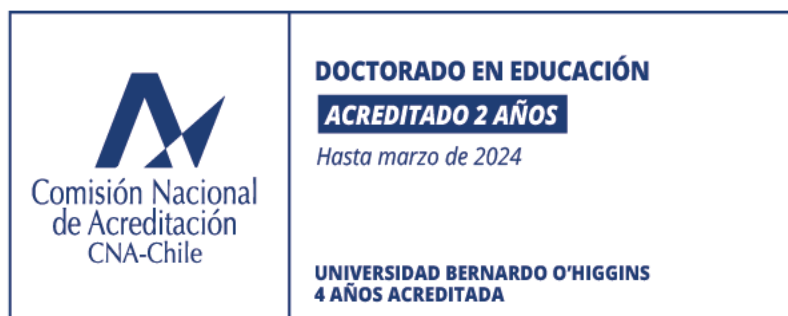 Comisión Nacional
de Acreditación
CNA-Chile
DOCTORADO EN EDUCACIÓN
ACREDITADO 2 AÑOS
Hasta marzo de 2024
UNIVERSIDAD BERNARDO O’HIGGINS
4 AÑOS ACREDITADA